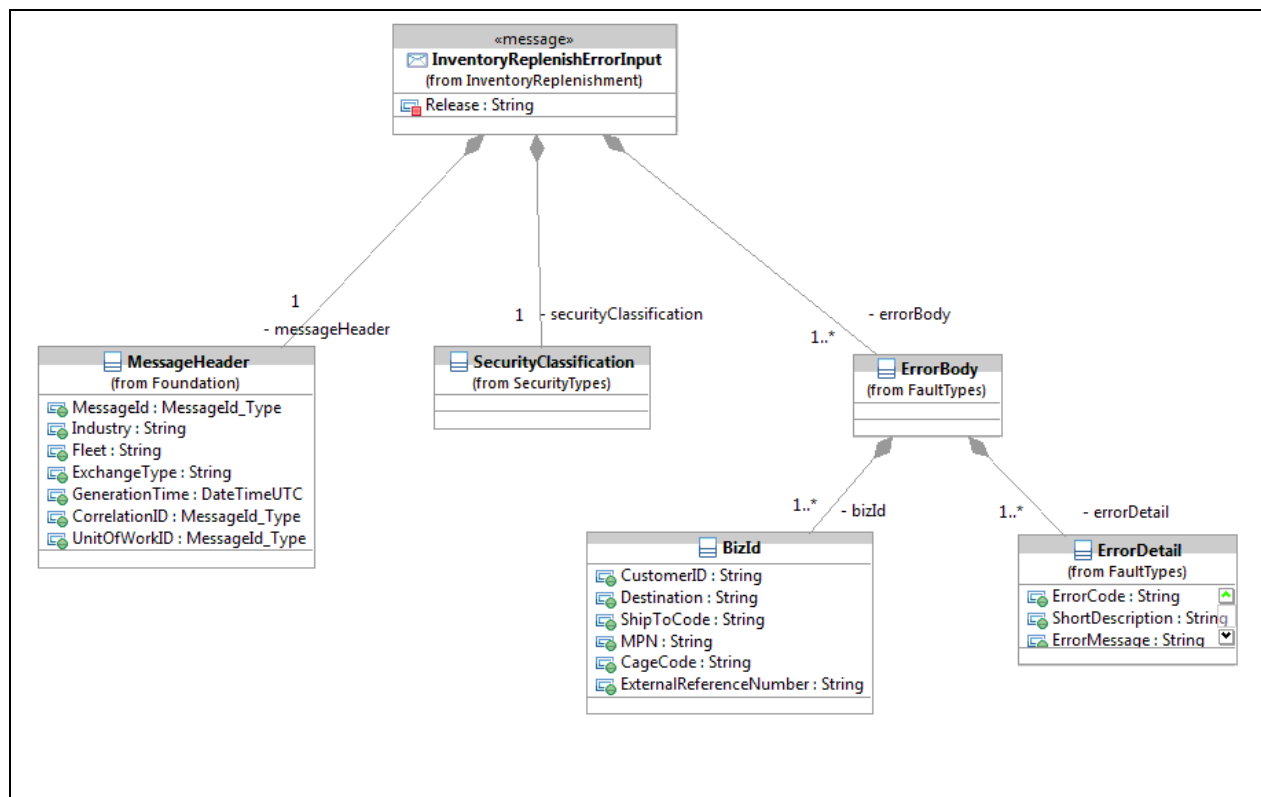 «message»
InventoryReplenishErrorInput
(from InventoryReplenishment)
Release : String
1
- messageHeader
1
- securityClassification
- errorBody
1..*
MessageHeader
(from Foundation)
MessageId : MessageId_Type
Industry : String
Fleet : String
ExchangeType : String
GenerationTime : DateTimeUTC
CorrelationID : MessageId_Type
UnitOfWorkID : MessageId_Type
SecurityClassification
(from SecurityTypes)
ErrorBody
(from FaultTypes)
1..*
- bizId
1..*
- errorDetail
BizId
CustomerID : String
Destination : String
ShipToCode : String
MPN : String
CageCode : String
ExternalReferenceNumber : String
ErrorDetail
(from FaultTypes)
ErrorCode : String
ShortDescription : String
ErrorMessage : String